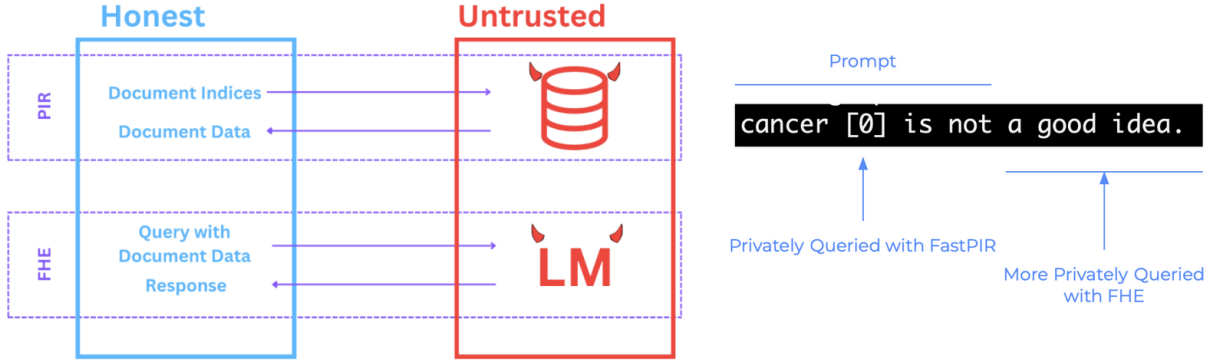 Honest
Untrusted
PIR
Document Indices
Document Data
FHE
Query with
Document Data
Response
LM
Prompt
cancer [0] is not a good idea.
Privately Queried with FastPIR
More Privately Queried
with FHE